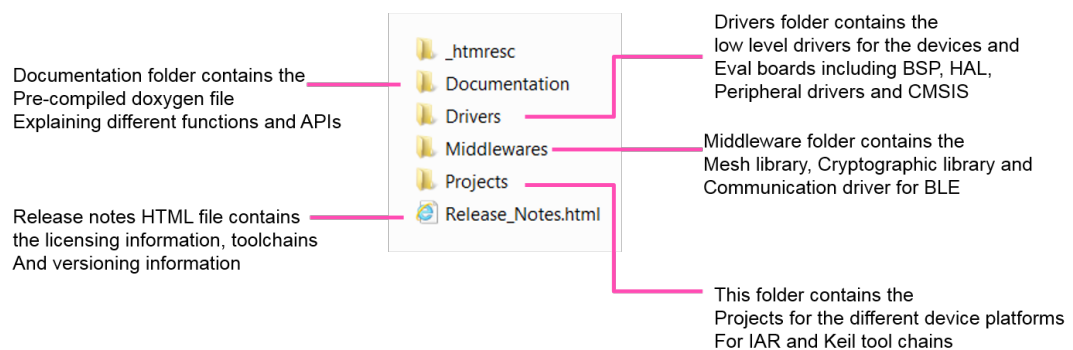 Documentation folder contains the
Pre-compiled doxygen file
Explaining different functions and APIs
Release notes HTML file contains
the licensing information, toolchains
And versioning information
_htmresc
Documentation
Drivers
Middlewares
Projects
Release_Notes.html
Drivers folder contains the
low level drivers for the devices and
Eval boards including BSP, HAL,
Peripheral drivers and CMSIS
Middleware folder contains the
Mesh library, Cryptographic library and
Communication driver for BLE
This folder contains the
Projects for the different device platforms
For IAR and Keil tool chains